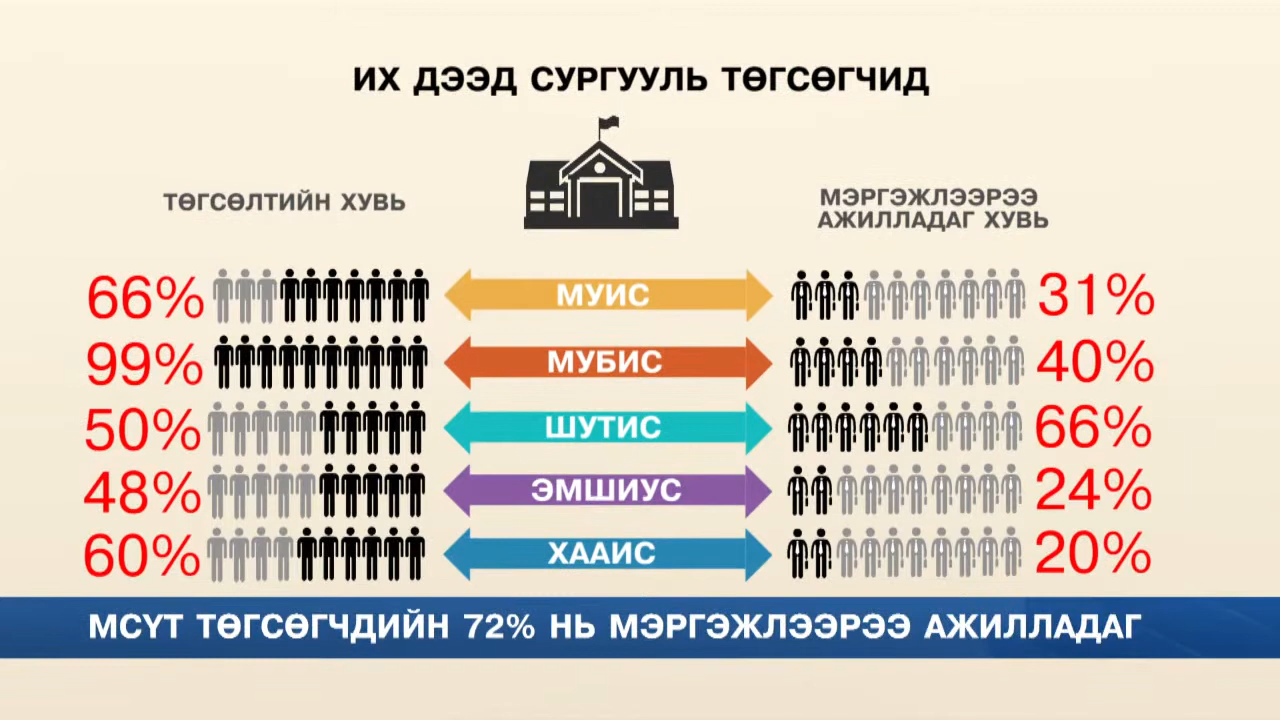 ИХ ДЭЭД СУРГУУЛЬ ТӨГСӨГЧИД
ТӨГСӨЛТИЙН ХУВЬ
МЭРГЭЖЛЭЭРЭЭ
АЖИЛЛАДАГ ХУВЬ
66% МУИС 31%
99% МУБИС 40%
50% ШУТИС 66%
48% ЭМШИУС 24%
60% ХААИС 20%
МСҮТ ТӨГСӨГЧДИЙН 72% НЬ МЭРГЭЖЛЭЭРЭЭ АЖИЛЛАДАГ